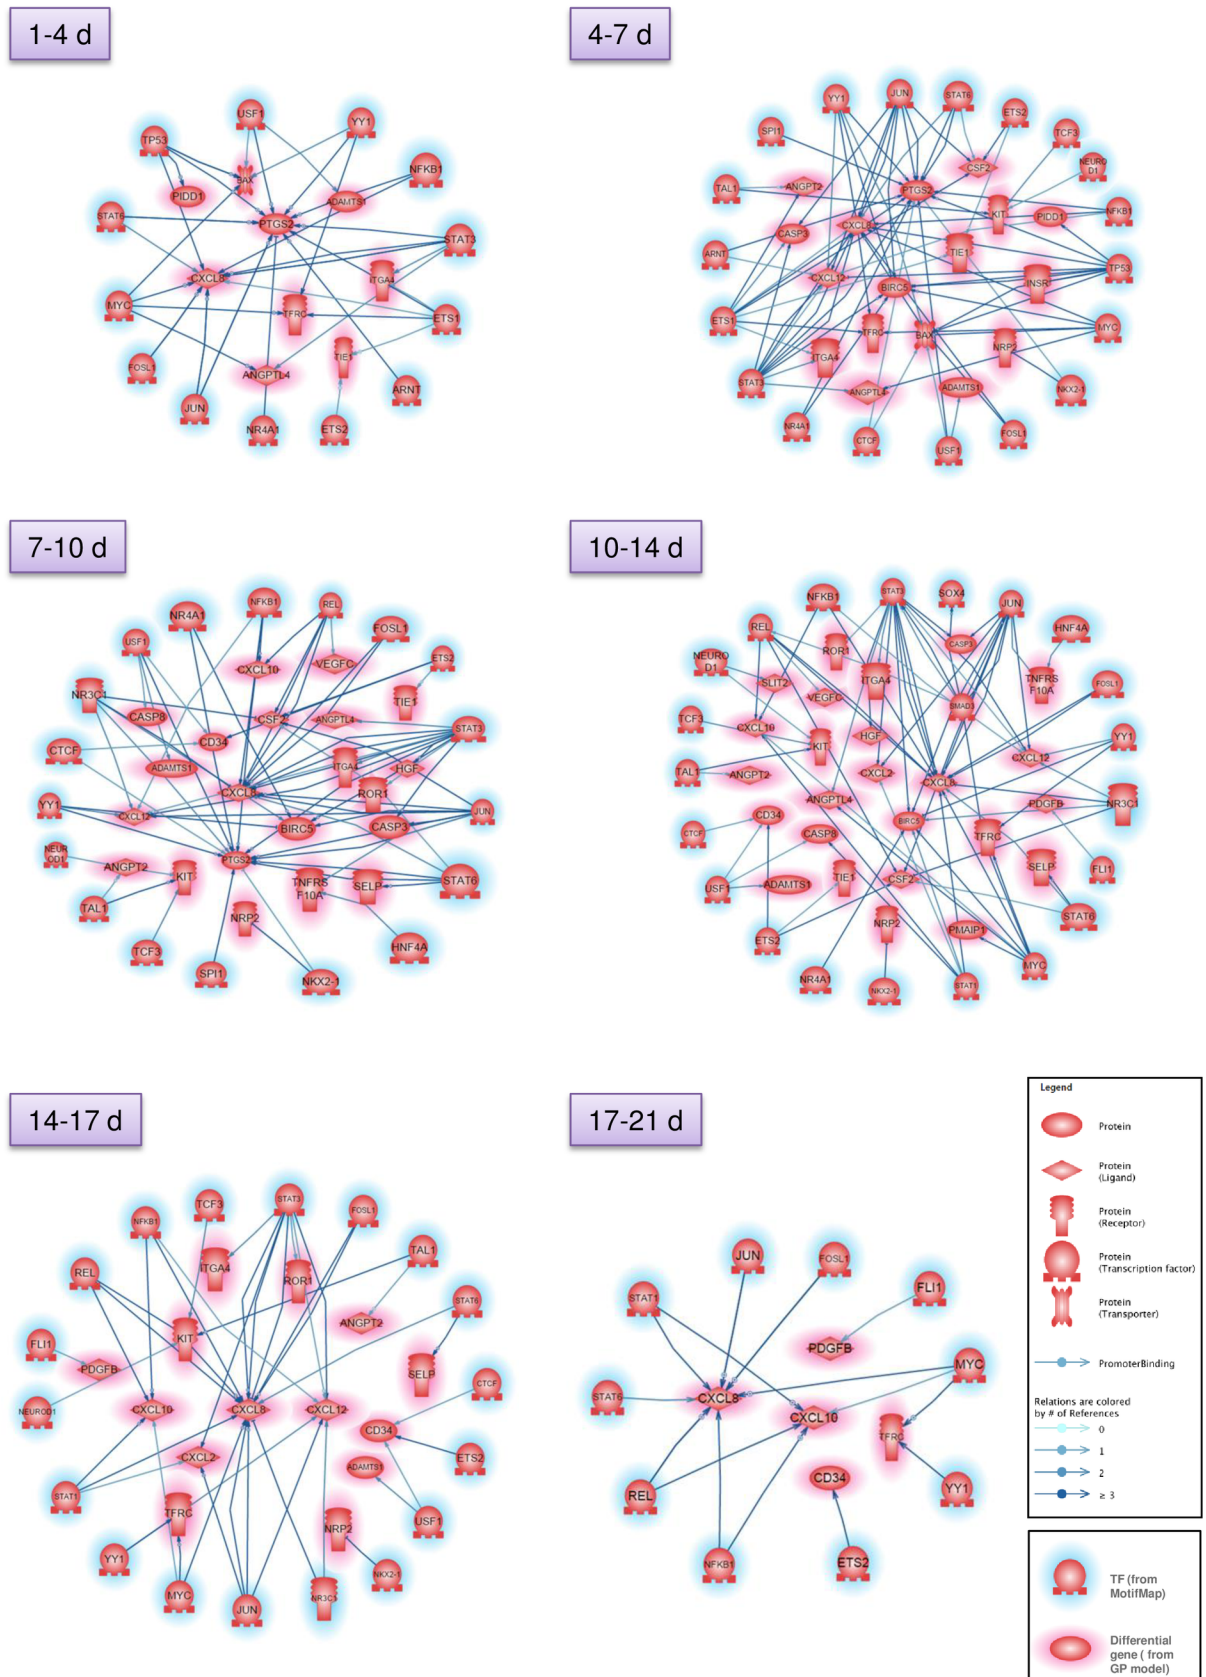 1-4 d
USF1
YY1
TP53
NFKB1
BAX
PIDD1
ADAMTS1
STAT6
PTGS2
STAT3
CXCL8
ITGA4
MYC
TFRC
ETS1
TIE1
FOSL1
ANGPTL4
ARNT
JUN
NR4A1
ETS2
4-7 d
YY1
JUN
STAT6
ETS2
SPI1
TCF3
NEURO
D1
CSF2
TAL1
ANGPT2
PTGS2
KIT
PIDD1
NFKB1
CXCL8
CASP3
ARNT
TIE1
TP53
CXCL12
BIRC5
INSR
ETS1
TFRC
BAX
MYC
ITGA4
NRP2
STAT3
ANGPTL4
ADAMTS1
NKX2-1
NR4A1
CTCF
USF1
FOSL1
7-10 d
NR4A1
NFKB1
REL
FOSL1
USF1
ETS2
CXCL10
VEGFC
NR3C1
TIE1
CASP8
CSF2
ANGPTL4
STAT3
CTCF
CD34
ADAMTS1
ITGA4
HGF
CXCL8
ROR1
YY1
CXCL12
BIRC5
CASP3
JUN
NEUR
OD1
ANGPT2
PTGS2
KIT
TNFRS
F10A
SELP
STAT6
TAL1
NRP2
TCF3
HNF4A
SPI1
NKX2-1
10-14 d
NFKB1
STAT3
SOX4
JUN
REL
HNF4A
ROR1
CASP3
NEURO
D1
SLIT2
ITGA4
TNFRS
F10A
FOSL1
VEGFC
SMAD3
TCF3
CXCL10
HGF
YY1
KIT
CXCL12
TAL1
ANGPT2
CXCL2
CXCL8
ANGPTL4
PDGFB
NR3C1
CD34
BIRC5
CTCF
CASP8
TFRC
SELP
FLI1
USF1
ADAMTS1
TIE1
CSF2
STAT6
ETS2
NRP2
PMAIP1
NR4A1
NKX2-1
STAT1
MYC
14-17 d
TCF3
STAT3
FOSL1
NFKB1
TAL1
REL
ITGA4
ROR1
STAT6
FLI1
KIT
ANGPT2
PDGFB
SELP
CTCF
NEUROD1
CXCL10
CXCL8
CXCL12
CD34
CXCL2
ADAMTS1
ETS2
STAT1
TFRC
NRP2
USF1
YY1
NKX2-1
MYC
JUN
NR3C1
17-21 d
JUN
FOSL1
STAT1
FLI1
PDGFB
MYC
STAT6
CXCL8
CXCL10
TFRC
CD34
REL
YY1
NFKB1
ETS2
Legend
Protein
Protein
(Ligand)
Protein
(Receptor)
Protein
(Transcription factor)
Protein
(Transporter)
PromoterBinding
Relations are colored
by # of References
0
1
2
≥ 3
TF (from
MotifMap)
Differential
gene ( from
GP model)